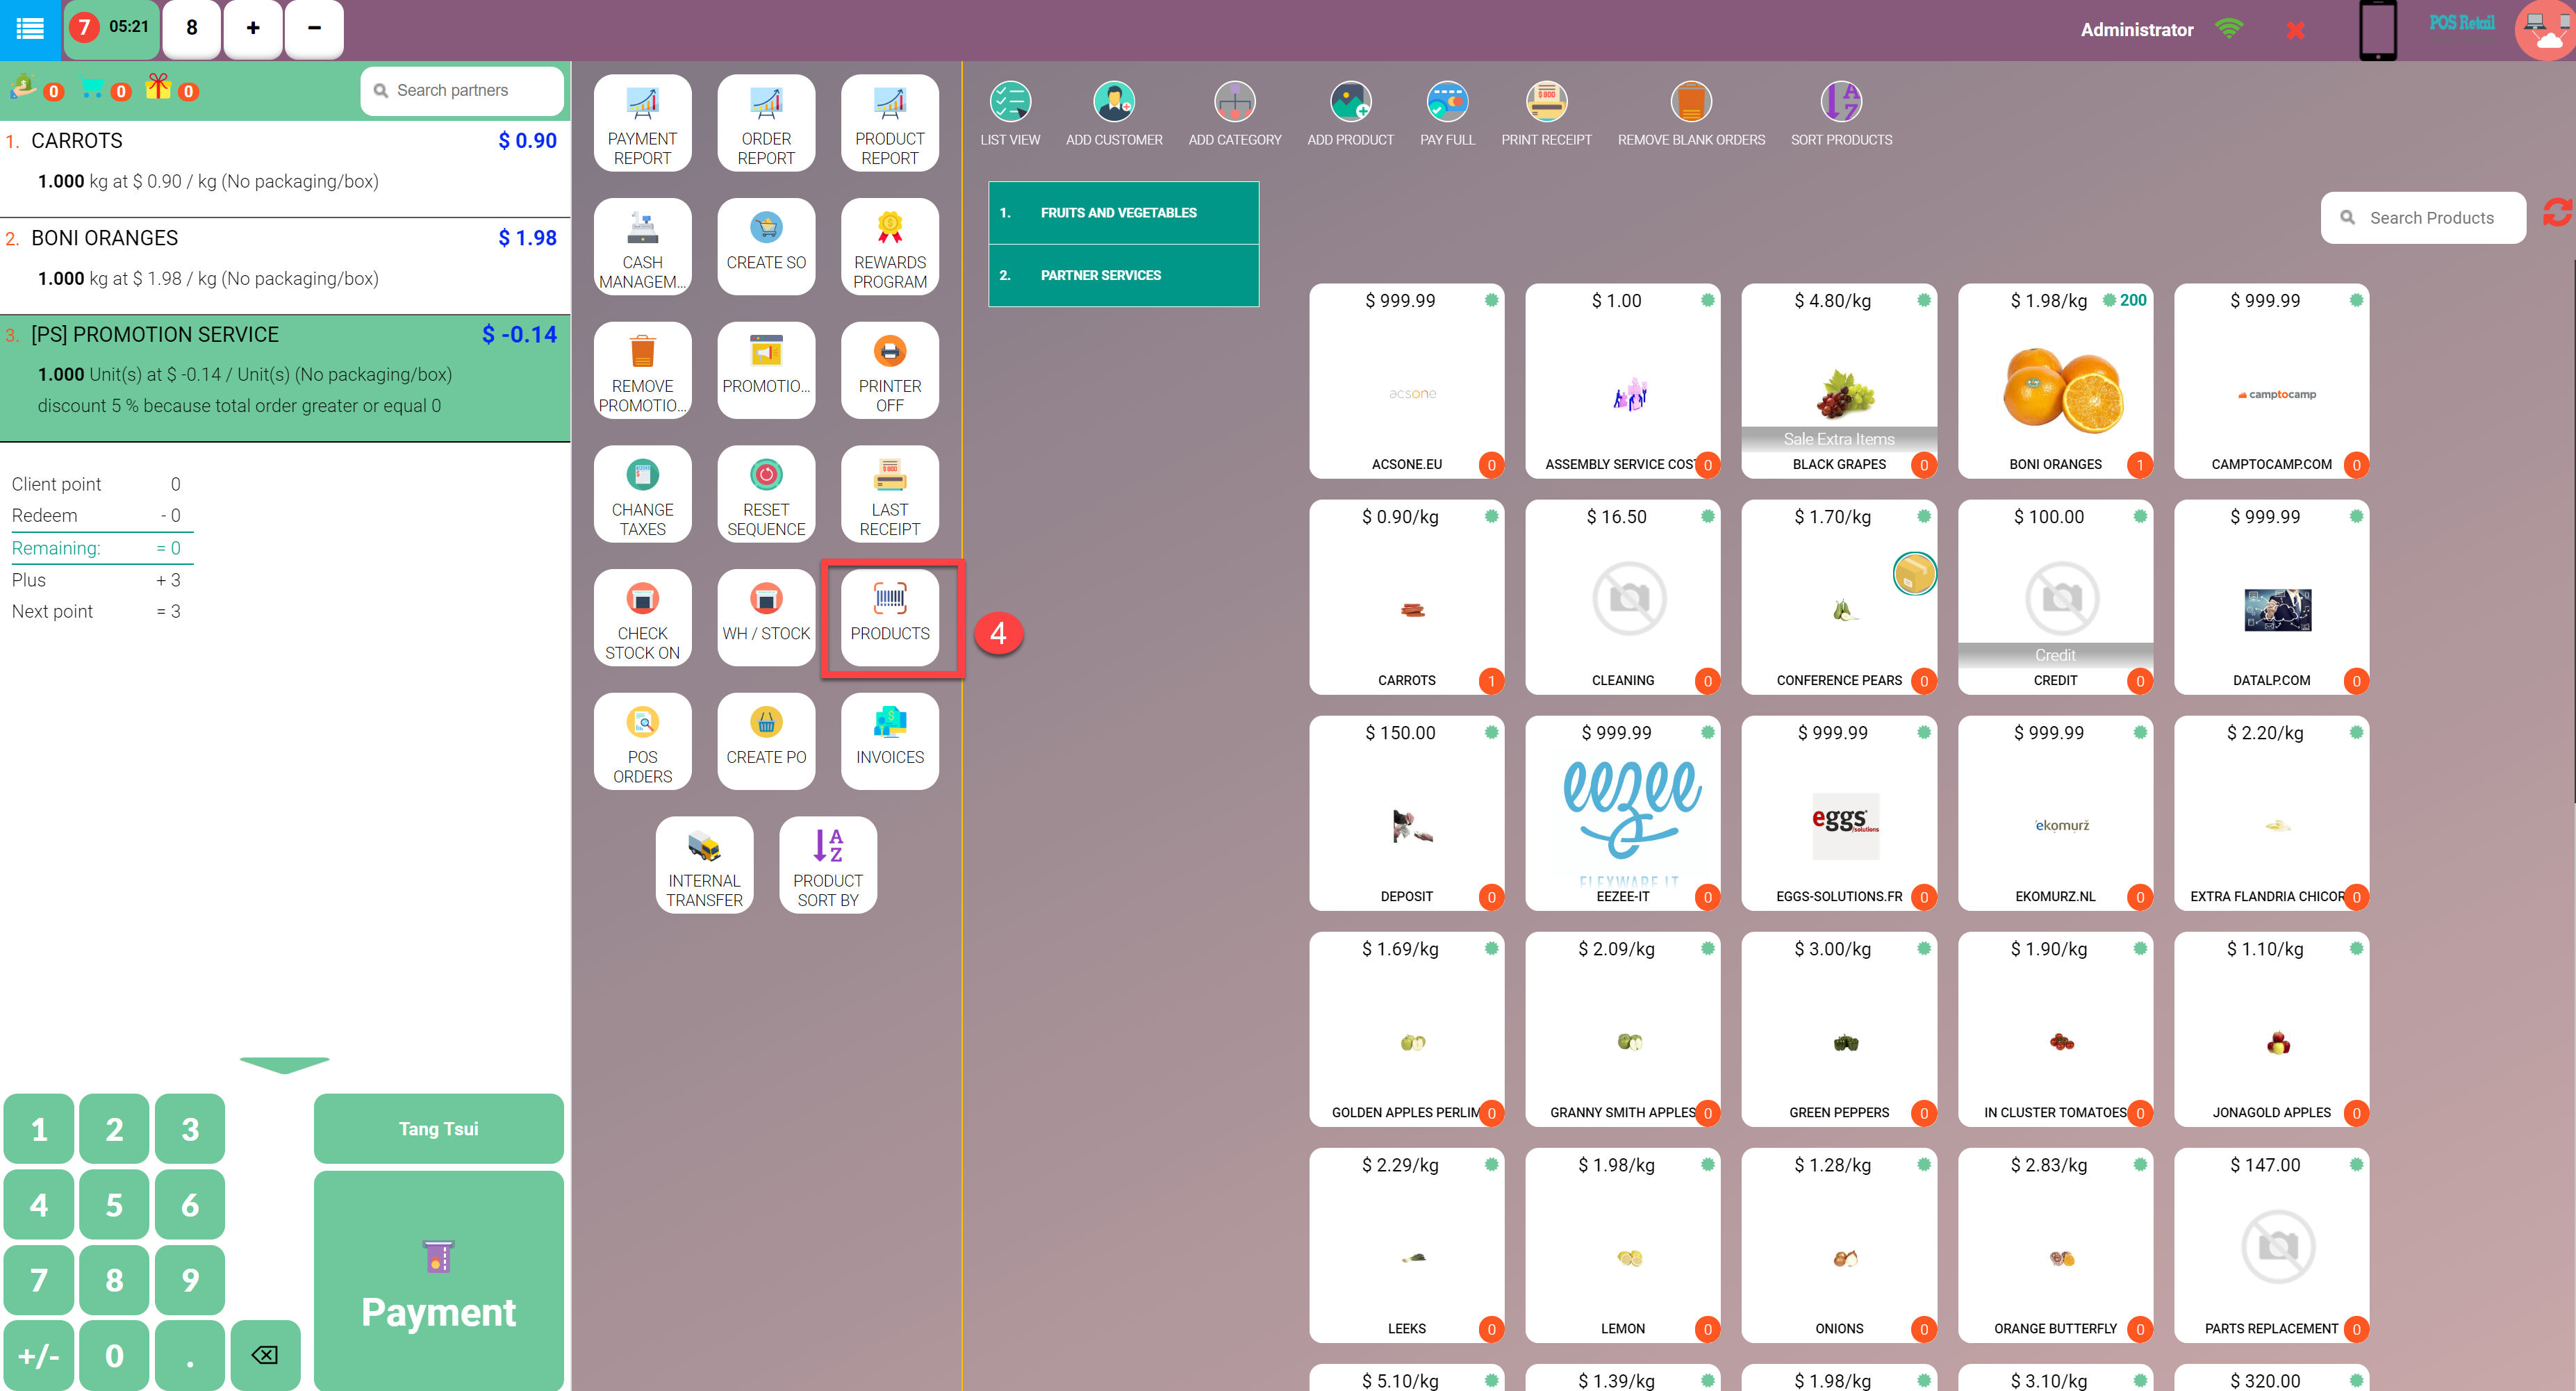 7 05:21 8 + −
Administrator
POS Retail
0 0 0
Search partners
1. CARROTS $ 0.90
1.000 kg at $ 0.90 / kg (No packaging/box)
2. BONI ORANGES $ 1.98
1.000 kg at $ 1.98 / kg (No packaging/box)
3. [PS] PROMOTION SERVICE $ -0.14
1.000 Unit(s) at $ -0.14 / Unit(s) (No packaging/box)
discount 5 % because total order greater or equal 0
Client point 0
Redeem - 0
Remaining: = 0
Plus + 3
Next point = 3
1 2 3
4 5 6
7 8 9
+/- 0 .
Tang Tsui
Payment
PAYMENT
REPORT
ORDER
REPORT
PRODUCT
REPORT
CASH
MANAGEM...
CREATE SO
REWARDS
PROGRAM
REMOVE
PROMOTIO...
PROMOTIO...
PRINTER
OFF
CHANGE
TAXES
RESET
SEQUENCE
LAST
RECEIPT
CHECK
STOCK ON
WH / STOCK
PRODUCTS
4
POS
ORDERS
CREATE PO
INVOICES
INTERNAL
TRANSFER
A
Z
PRODUCT
SORT BY
LIST VIEW
ADD CUSTOMER
ADD CATEGORY
ADD PRODUCT
PAY FULL
PRINT RECEIPT
REMOVE BLANK ORDERS
SORT PRODUCTS
1. FRUITS AND VEGETABLES
2. PARTNER SERVICES
Search Products
$ 999.99
acsone
ACSONE.EU 0
$ 1.00
ASSEMBLY SERVICE COST 0
$ 4.80/kg
Sale Extra Items
BLACK GRAPES 0
$ 1.98/kg 200
BONI ORANGES 1
$ 999.99
camptocamp
CAMPTOCAMP.COM 0
$ 0.90/kg
CARROTS 1
$ 16.50
CLEANING 0
$ 1.70/kg
CONFERENCE PEARS 0
$ 100.00
Credit
CREDIT 0
$ 999.99
DATALP.COM 0
$ 150.00
DEPOSIT 0
$ 999.99
eezee
FLEXWARE IT
EEZEE-IT 0
$ 999.99
eggs
solutions
EGGS-SOLUTIONS.FR 0
$ 999.99
ekomurz
EKOMURZ.NL 0
$ 2.20/kg
EXTRA FLANDRIA CHICOR 0
$ 1.69/kg
GOLDEN APPLES PERLIM 0
$ 2.09/kg
GRANNY SMITH APPLES 0
$ 3.00/kg
GREEN PEPPERS 0
$ 1.90/kg
IN CLUSTER TOMATOES 0
$ 1.10/kg
JONAGOLD APPLES 0
$ 2.29/kg
LEEKS 0
$ 1.98/kg
LEMON 0
$ 1.28/kg
ONIONS 0
$ 2.83/kg
ORANGE BUTTERFLY 0
$ 147.00
PARTS REPLACEMENT 0
$ 5.10/kg
$ 1.39/kg
$ 1.98/kg
$ 3.10/kg
$ 320.00